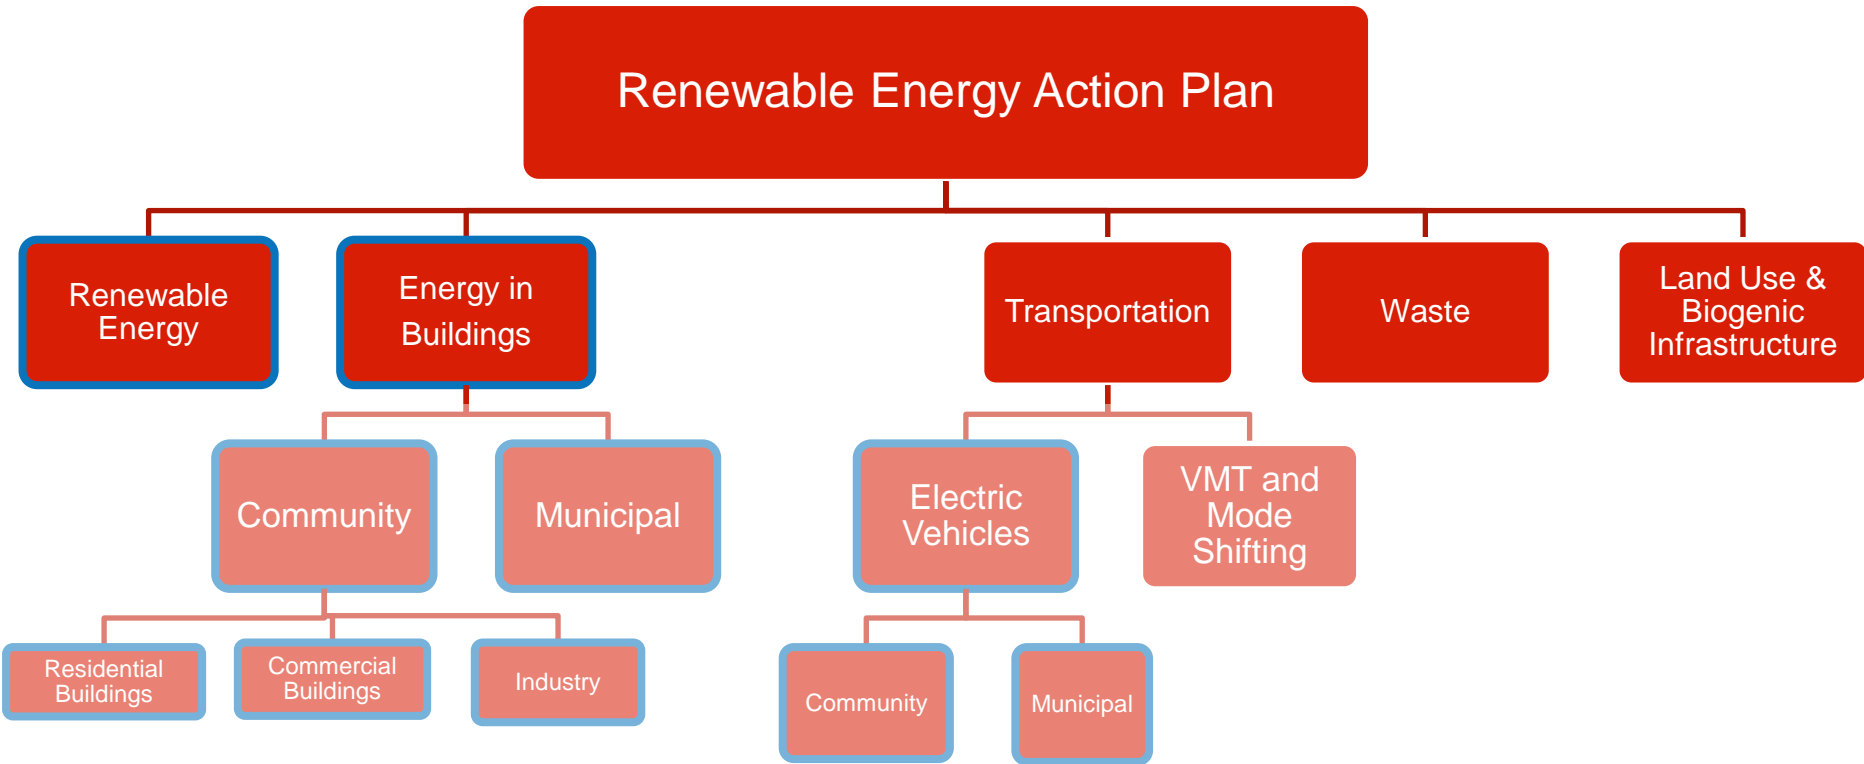 Renewable Energy Action Plan
Renewable
Energy
Energy in
Buildings
Transportation
Waste
Land Use &
Biogenic
Infrastructure
Community
Municipal
Electric
Vehicles
VMT and
Mode
Shifting
Residential
Buildings
Commercial
Buildings
Industry
Community
Municipal